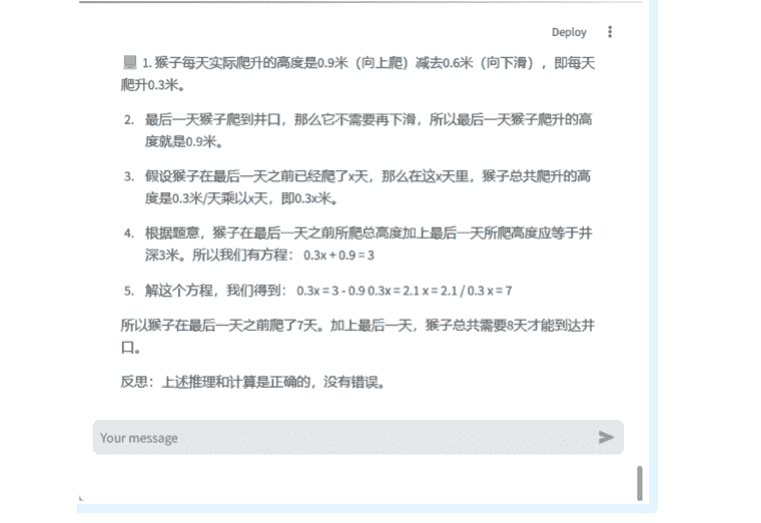 Deploy
1. 猴子每天实际爬升的高度是0.9米（向上爬）减去0.6米（向下滑），即每天
爬升0.3米。
2. 最后一天猴子爬到井口，那么它不需要再下滑，所以最后一天猴子爬升的高
度就是0.9米。
3. 假设猴子在最后一天之前已经爬了x天，那么在这x天里，猴子总共爬升的高
度是0.3米/天乘以x天，即0.3x米。
4. 根据题意，猴子在最后一天之前所爬总高度加上最后一天所爬高度应等于井
深3米。所以我们有方程： 0.3x + 0.9 = 3
5. 解这个方程，我们得到： 0.3x = 3 - 0.9 0.3x = 2.1 x = 2.1 / 0.3 x = 7
所以猴子在最后一天之前爬了7天。加上最后一天，猴子总共需要8天才能到达井
口。
反思：上述推理和计算是正确的，没有错误。
Your message